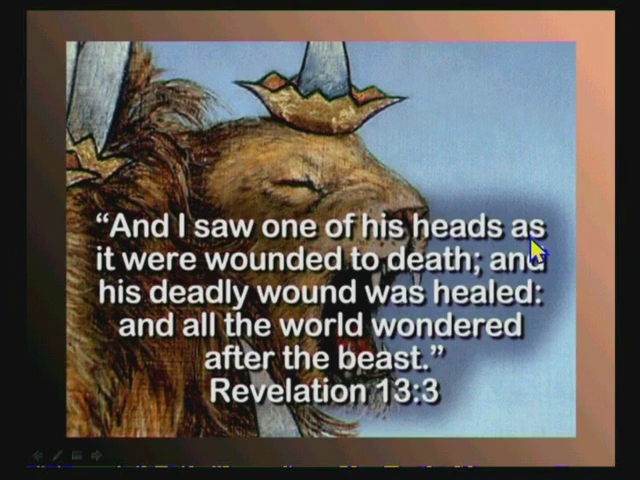 “And I saw one of his heads as
it were wounded to death; and
his deadly wound was healed:
and all the world wondered
after the beast.”
Revelation 13:3